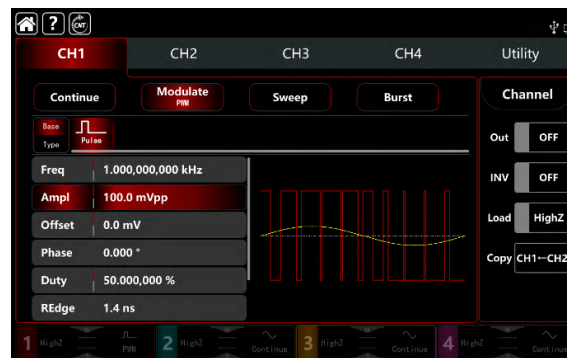 ? CNT
CH1 CH2 CH3 CH4 Utility
Continue Modulate Sweep Burst Channel
PWM
Base
Type Pulse
Out OFF
Freq 1.000,000,000 kHz
INV OFF
Ampl 100.0 mVpp
Offset 0.0 mV
Load HighZ
Phase 0.000 °
Copy CH1←CH2
Duty 50.000,000 %
REdge 1.4 ns
1 HighZ PWM 2 HighZ Continue 3 HighZ Continue 4 HighZ Continue